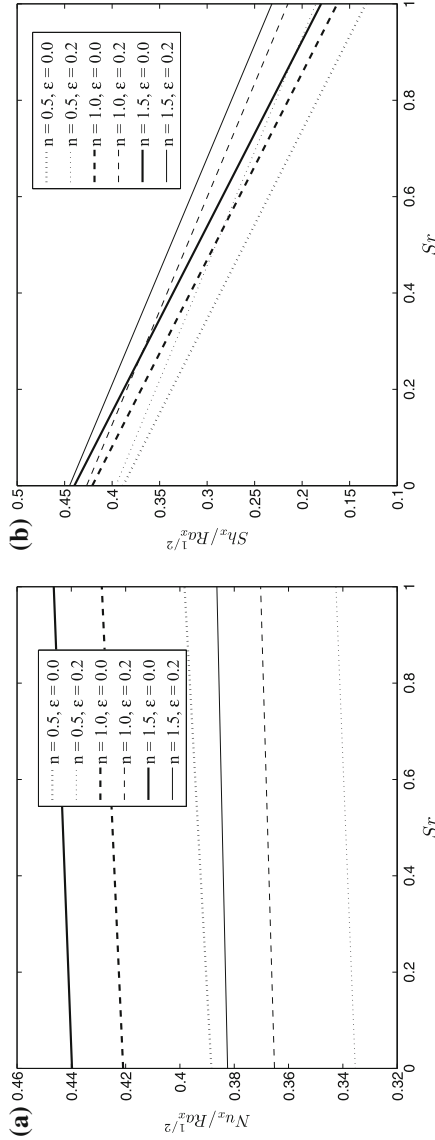 (a)
0.46
0.44
0.42
0.4
0.38
0.36
0.34
0.32
Nu_x/Ra_x^{1/2}
0
0.2
0.4
0.6
0.8
1
Sr
n = 0.5, ε = 0.0
n = 0.5, ε = 0.2
n = 1.0, ε = 0.0
n = 1.0, ε = 0.2
n = 1.5, ε = 0.0
n = 1.5, ε = 0.2
(b)
0.5
0.45
0.4
0.35
0.3
0.25
0.2
0.15
0.1
Sh_x/Ra_x^{1/2}
0
0.2
0.4
0.6
0.8
1
Sr
n = 0.5, ε = 0.0
n = 0.5, ε = 0.2
n = 1.0, ε = 0.0
n = 1.0, ε = 0.2
n = 1.5, ε = 0.0
n = 1.5, ε = 0.2